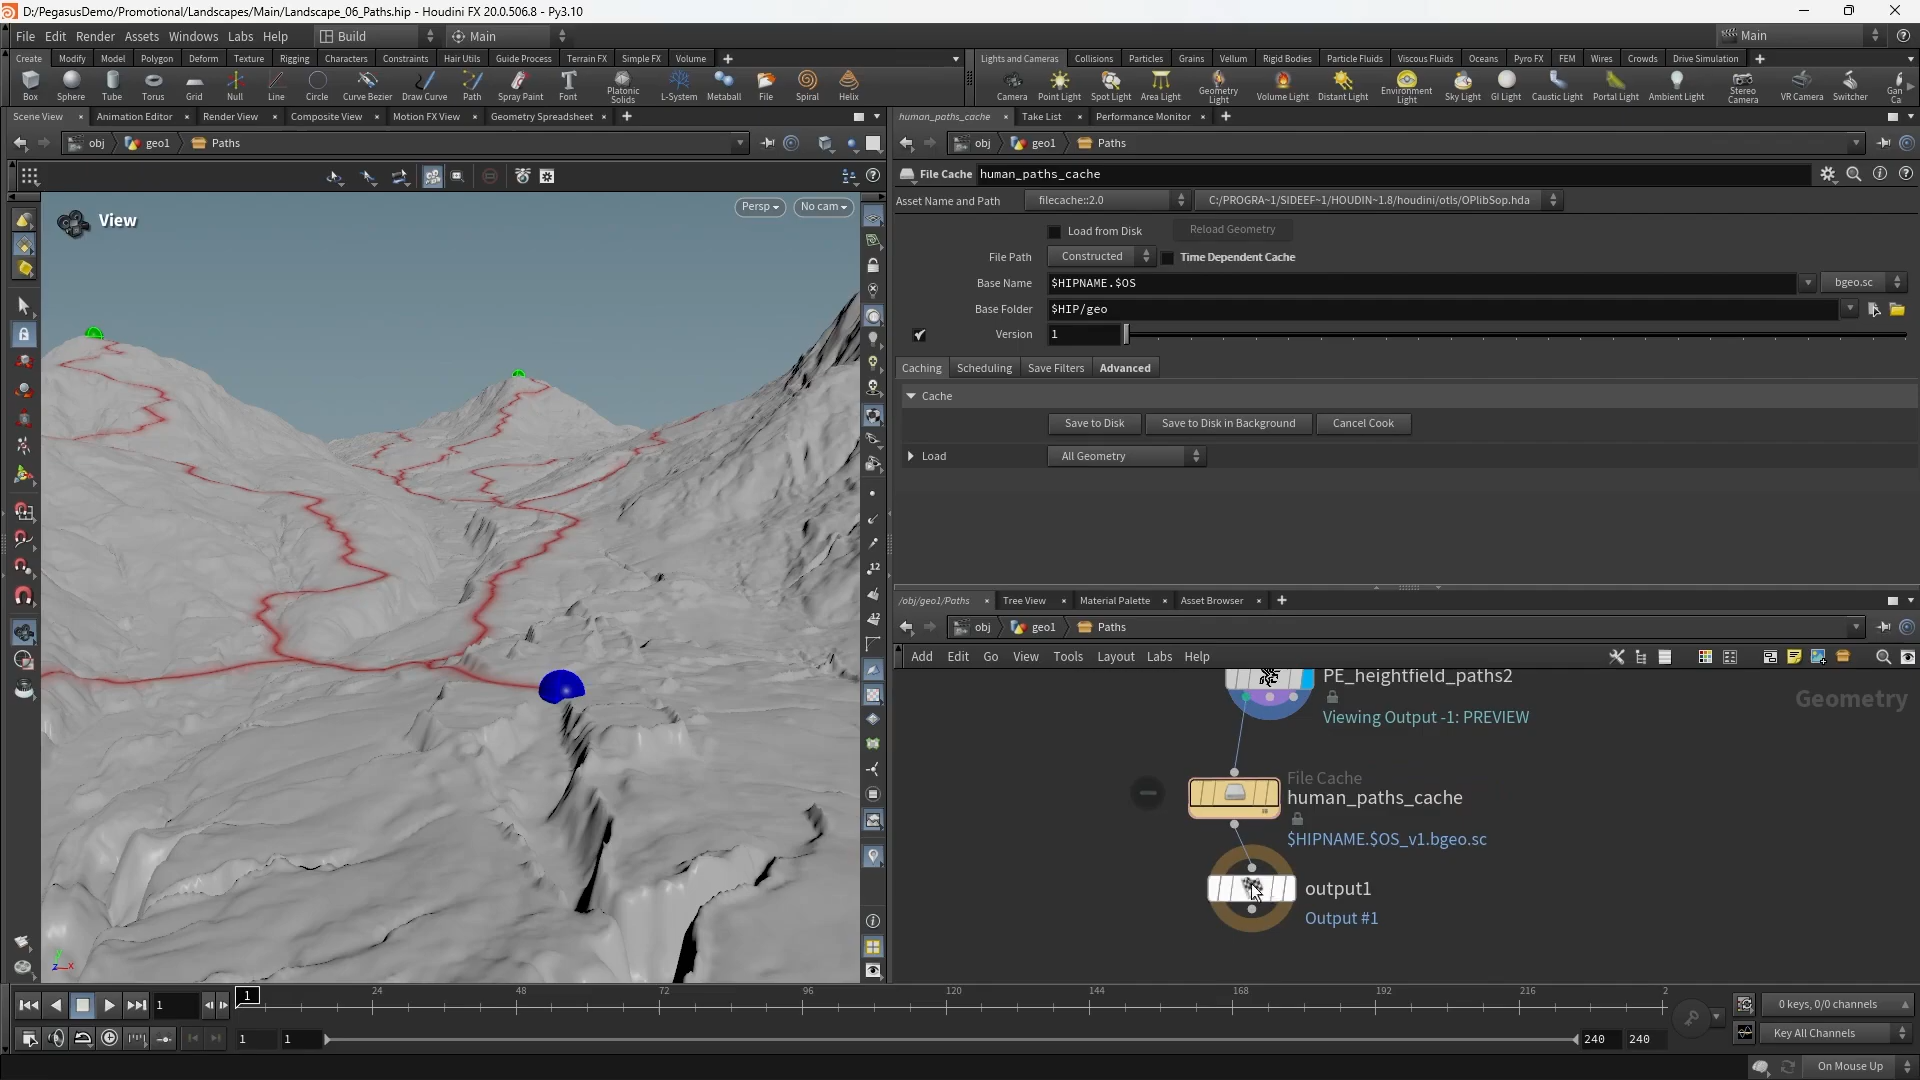 D:/PegasusDemo/Promotional/Landscapes/Main/Landscape_06_Paths.hip - Houdini FX 20.0.506.8 - Py3.10
File Edit Render Assets Windows Labs Help Build Main Main
Create Modify Model Polygon Deform Texture Rigging Characters Constraints Hair Utils Guide Process Terrain FX Simple FX Volume
Lights and Cameras Collisions Particles Grains Vellum Rigid Bodies Particle Fluids Viscous Fluids Oceans Pyro FX FEM Wires Crowds Drive Simulation
Box Sphere Tube Torus Grid Null Line Circle Curve Bezier Draw Curve Path Spray Paint Font Platonic Solids L-System Metaball File Spiral Helix
Camera Point Light Spot Light Area Light Geometry Light Volume Light Distant Light Environment Light Sky Light GI Light Caustic Light Portal Light Ambient Light Stereo Camera VR Camera Switcher Gan Ca
Scene View Animation Editor Render View Composite View Motion FX View Geometry Spreadsheet
human_paths_cache Take List Performance Monitor
obj geo1 Paths
obj geo1 Paths
File Cache human_paths_cache
Asset Name and Path filecache::2.0 C:/PROGRA~1/SIDEEF~1/HOUDIN~1.8/houdini/otls/OPlibSop.hda
View
Persp
No cam
Load from Disk Reload Geometry
File Path Constructed Time Dependent Cache
Base Name $HIPNAME.$OS bgeo.sc
Base Folder $HIP/geo
Version 1
Caching Scheduling Save Filters Advanced
Cache
Save to Disk Save to Disk in Background Cancel Cook
Load All Geometry
12
12
/obj/geo1/Paths Tree View Material Palette Asset Browser
obj geo1 Paths
Add Edit Go View Tools Layout Labs Help
PE_heightfield_paths2
Viewing Output -1: PREVIEW
Geometry
File Cache
human_paths_cache
$HIPNAME.$OS_v1.bgeo.sc
output1
Output #1
y
z x
1 1 24 48 72 96 120 144 168 192 216 2
0 keys, 0/0 channels
1 1 240 240
Key All Channels
On Mouse Up